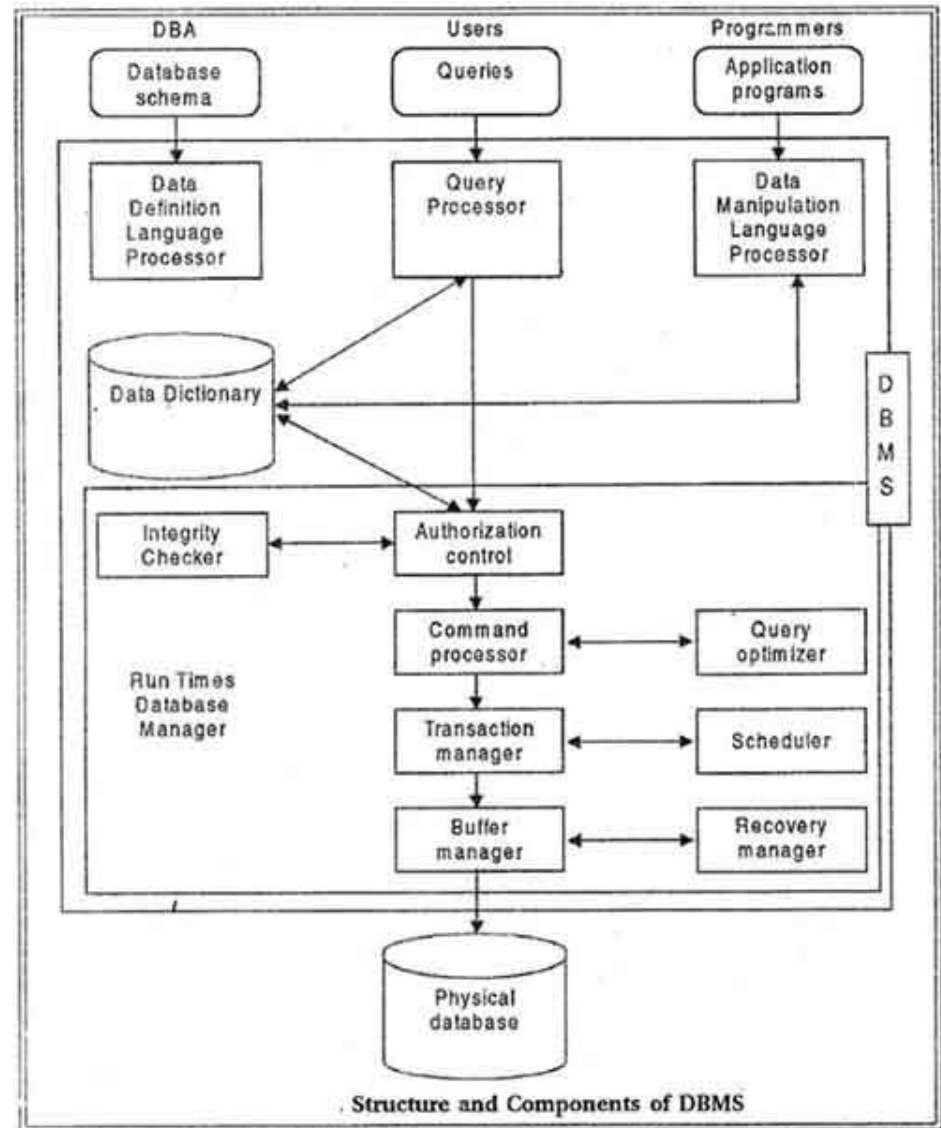 DBA
Users
Programmers
Database
schema
Queries
Application
programs
Data
Definition
Language
Processor
Query
Processor
Data
Manipulation
Language
Processor
Data Dictionary
D
B
M
S
Integrity
Checker
Authorization
control
Command
processor
Query
optimizer
Run Times
Database
Manager
Transaction
manager
Scheduler
Buffer
manager
Recovery
manager
Physical
database
. Structure and Components of DBMS